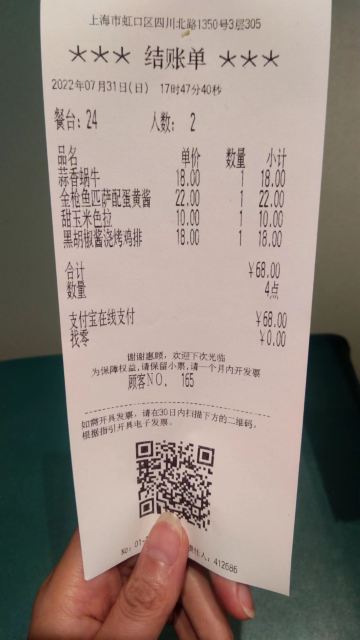 上海市虹口区四川北路1350号3层305
*** 结账单 ***
2022年07月31日(日) 17时47分40秒
餐台: 24 人数: 2
品名 单价 数量 小计
蒜香蜗牛 18.00 1 18.00
金枪鱼匹萨配蛋黄酱 22.00 1 22.00
甜玉米色拉 10.00 1 10.00
黑胡椒酱浇烤鸡排 18.00 1 18.00
合计 ￥68.00
数量 4点
支付宝在线支付 ￥68.00
找零 ￥0.00
谢谢惠顾, 欢迎下次光临
为保障权益,请保留小票,请一个月内开发票
顾客NO. 165
如需开具发票, 请在30日内扫描下方的二维码,
根据指引开具电子发票.
No: 01- 责任人: 412686